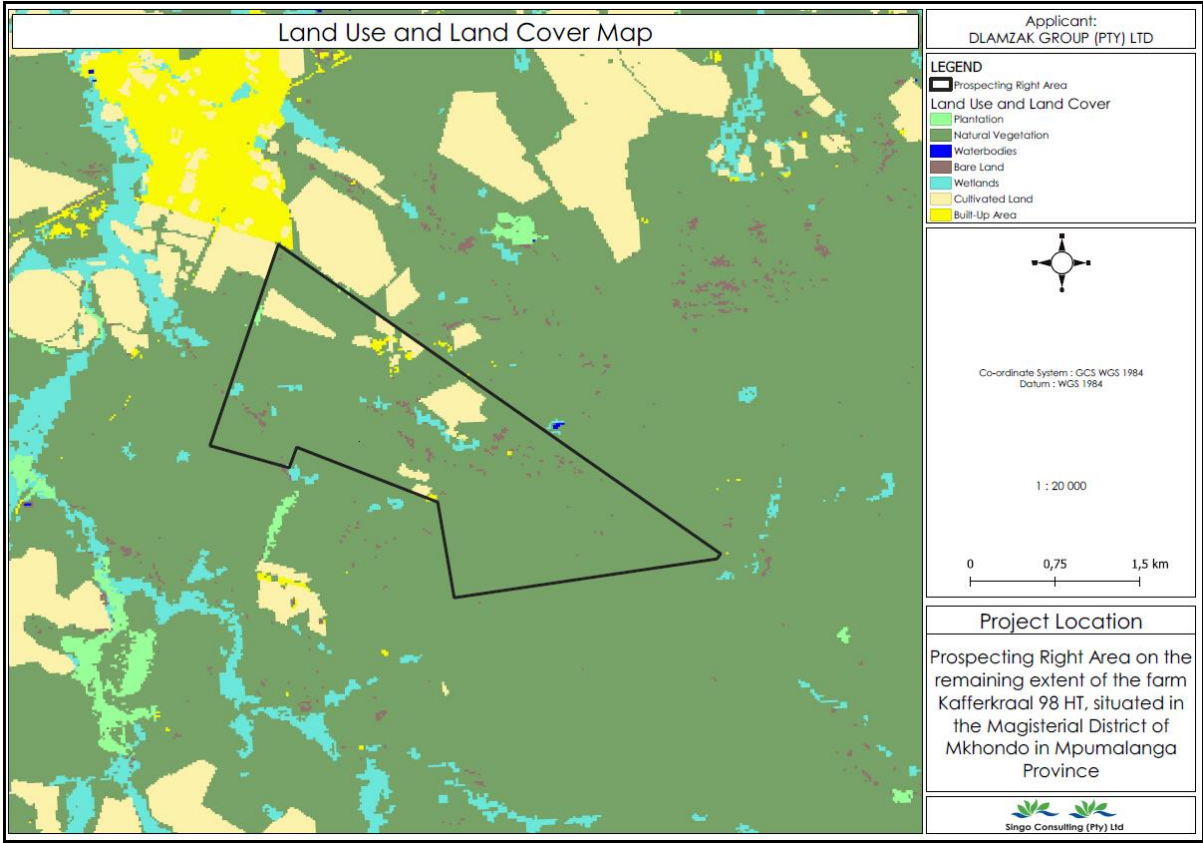 Land Use and Land Cover Map
Applicant:
DLAMZAK GROUP (PTY) LTD
LEGEND
Prospecting Right Area
Land Use and Land Cover
Plantation
Natural Vegetation
Waterbodies
Bare Land
Wetlands
Cultivated Land
Built-Up Area
Co-ordinate System : GCS WGS 1984
Datum : WGS 1984
1 : 20 000
0 0,75 1,5 km
Project Location
Prospecting Right Area on the
remaining extent of the farm
Kafferkraal 98 HT, situated in
the Magisterial District of
Mkhondo in Mpumalanga
Province
Singo Consulting (Pty) Ltd